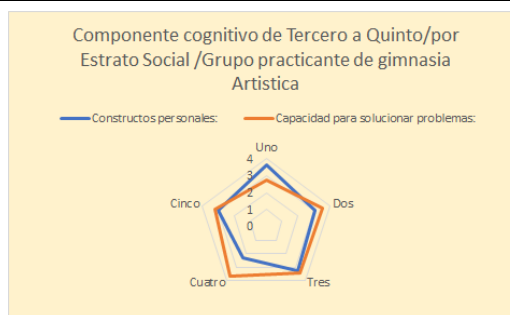 Componente cognitivo de Tercero a Quinto/por
Estrato Social /Grupo practicante de gimnasia
Artistica
Constructos personales: Capacidad para solucionar problemas:
Uno
4
3
Cinco 2 Dos
1
0
Cuatro Tres